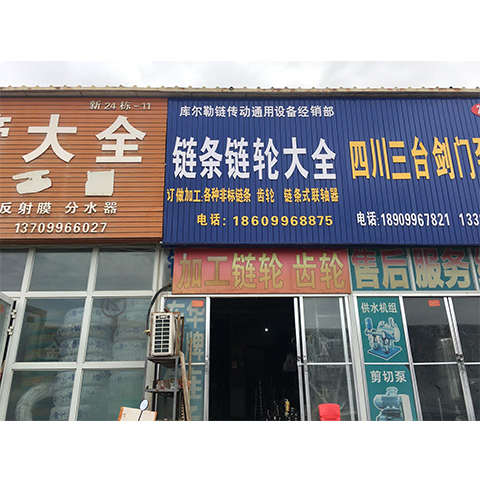 新24栋-11
大全
反射膜 分水器
13709966027
库尔勒链传动通用设备经销部
链条链轮大全
订做加工:各种非标链条 齿轮 链条式联轴器
电话: 18609968875
四川三台剑门
电话:18909967821 133
加工链轮 齿轮
售后服务
供水机组
剪切泵